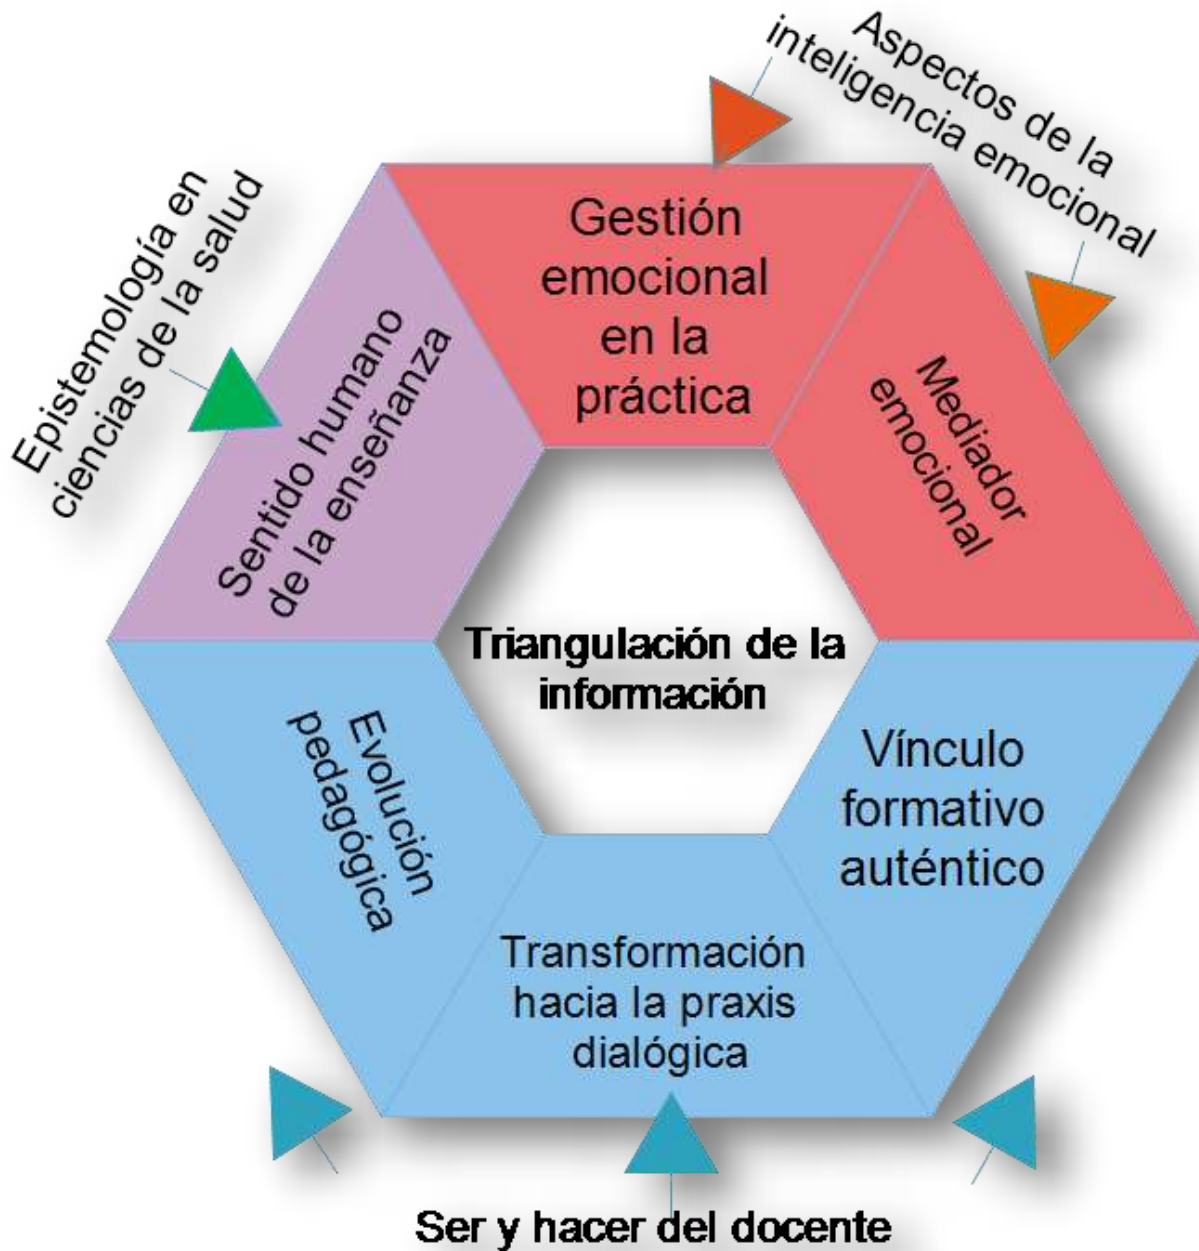 Aspectos de la
inteligencia emocional
Epistemología en
ciencias de la salud
Gestión
emocional
en la
práctica
Mediador
emocional
Sentido humano
de la enseñanza
Triangulación de la
información
Evolución
pedagógica
Vínculo
formativo
auténtico
Transformación
hacia la praxis
dialógica
Ser y hacer del docente